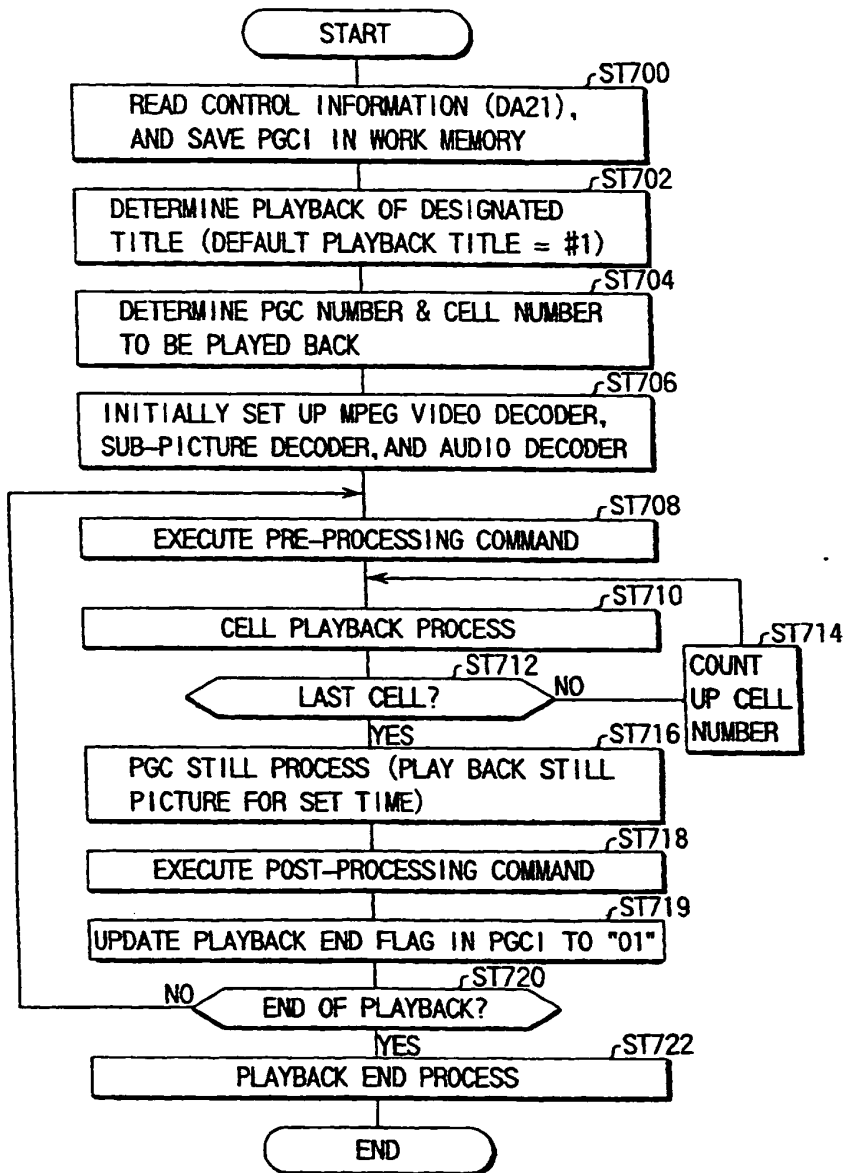 START
ST700
READ CONTROL INFORMATION (DA21),
AND SAVE PGCI IN WORK MEMORY
ST702
DETERMINE PLAYBACK OF DESIGNATED
TITLE (DEFAULT PLAYBACK TITLE = #1)
ST704
DETERMINE PGC NUMBER & CELL NUMBER
TO BE PLAYED BACK
ST706
INITIALLY SET UP MPEG VIDEO DECODER,
SUB-PICTURE DECODER, AND AUDIO DECODER
ST708
EXECUTE PRE-PROCESSING COMMAND
ST710
CELL PLAYBACK PROCESS
ST712
LAST CELL?
NO
ST714
COUNT
UP CELL
NUMBER
YES
ST716
PGC STILL PROCESS (PLAY BACK STILL
PICTURE FOR SET TIME)
ST718
EXECUTE POST-PROCESSING COMMAND
ST719
UPDATE PLAYBACK END FLAG IN PGCI TO "01"
ST720
NO
END OF PLAYBACK?
YES
ST722
PLAYBACK END PROCESS
END